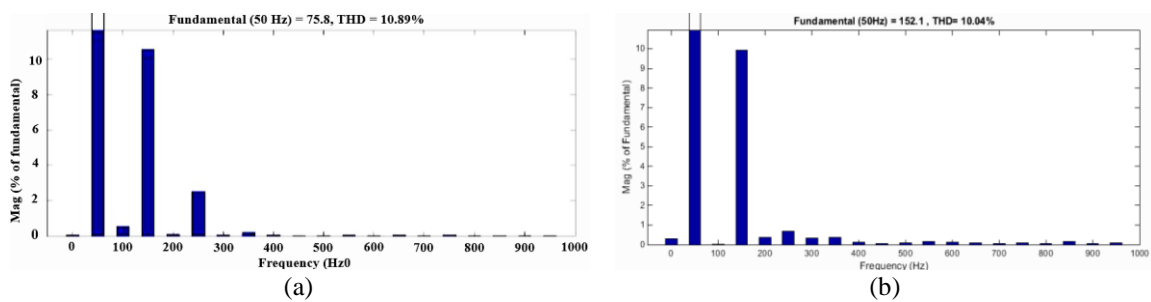 Fundamental (50 Hz) = 75.8, THD = 10.89%
Mag (% of fundamental)
10
8
6
4
2
0
0 100 200 300 400 500 600 700 800 900 1000
Frequency (Hz0
(a)
Fundamental (50Hz) = 152.1 , THD= 10.04%
Mag (% of Fundamental)
10
9
8
7
6
5
4
3
2
1
0
0 100 200 300 400 500 600 700 800 900 1000
Frequency (Hz)
(b)